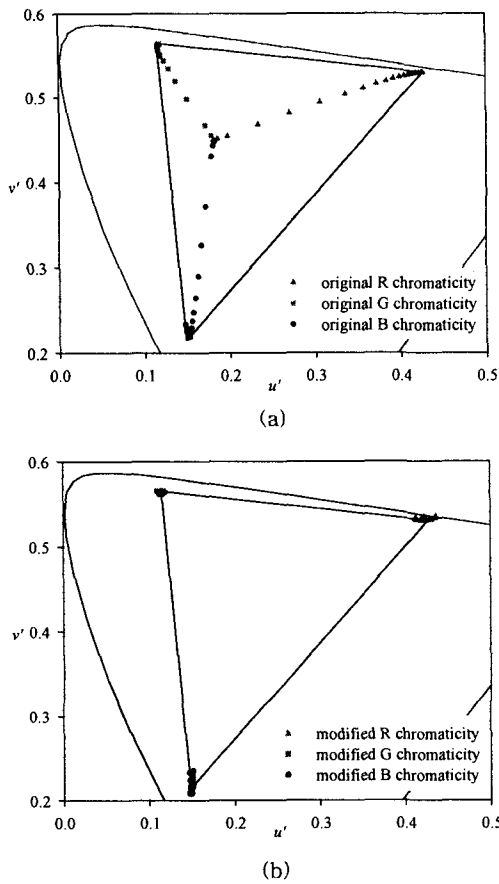 0.6
0.5
v' 0.4
0.3
0.2
original R chromaticity
original G chromaticity
original B chromaticity
0.0 0.1 0.2 0.3 0.4 0.5
u'
(a)
0.6
0.5
v' 0.4
0.3
0.2
modified R chromaticity
modified G chromaticity
modified B chromaticity
0.0 0.1 0.2 0.3 0.4 0.5
u'
(b)